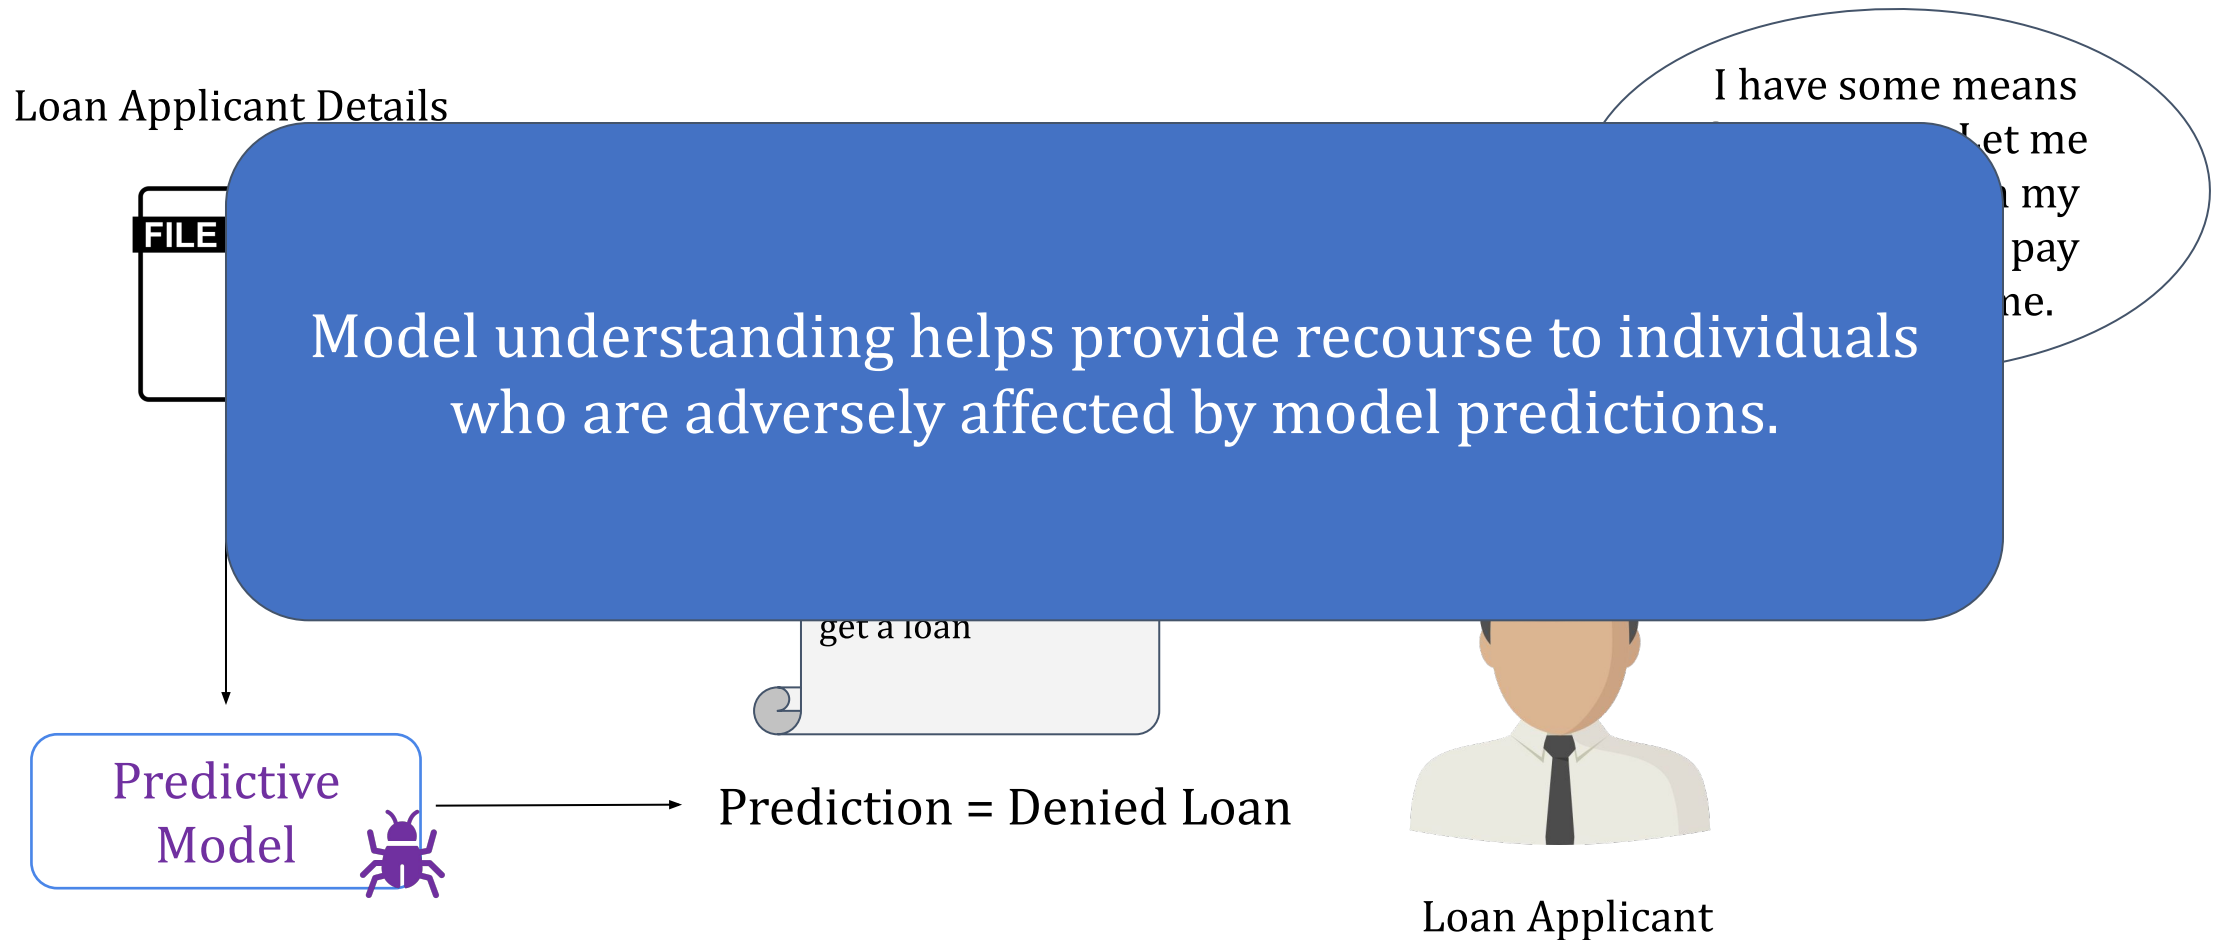 Loan Applicant Details
I have some means
Let me
my
pay
FILE
Model understanding helps provide recourse to individuals
who are adversely affected by model predictions.
get a loan
Predictive
Model
Prediction = Denied Loan
Loan Applicant